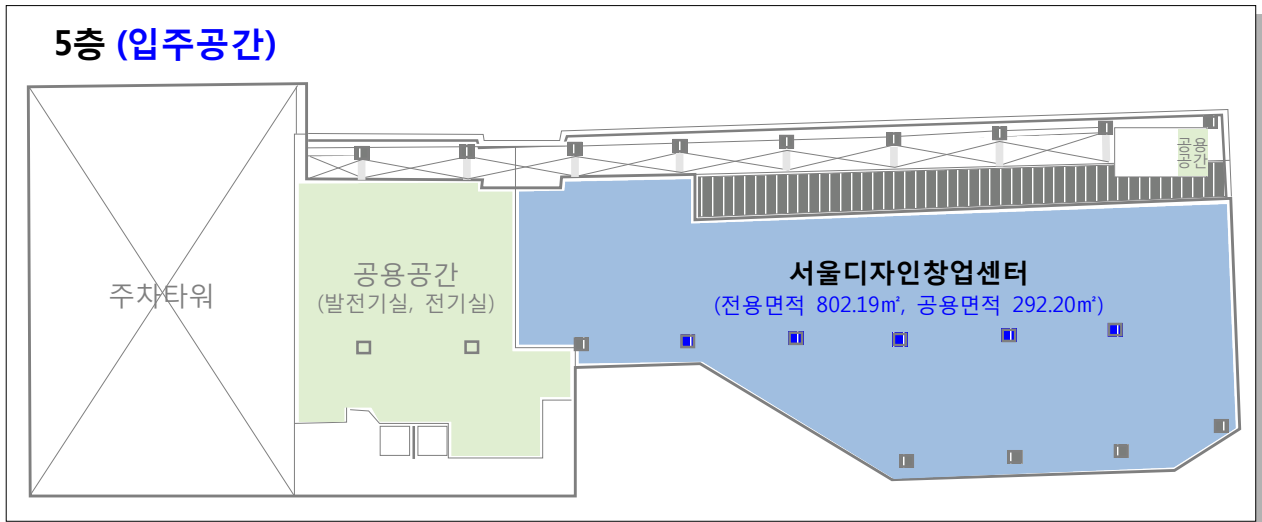 5층 (입주공간)
공용
공간
공용공간
(발전기실, 전기실)
주차타워
서울디자인창업센터
(전용면적 802.19㎡, 공용면적 292.20㎡)